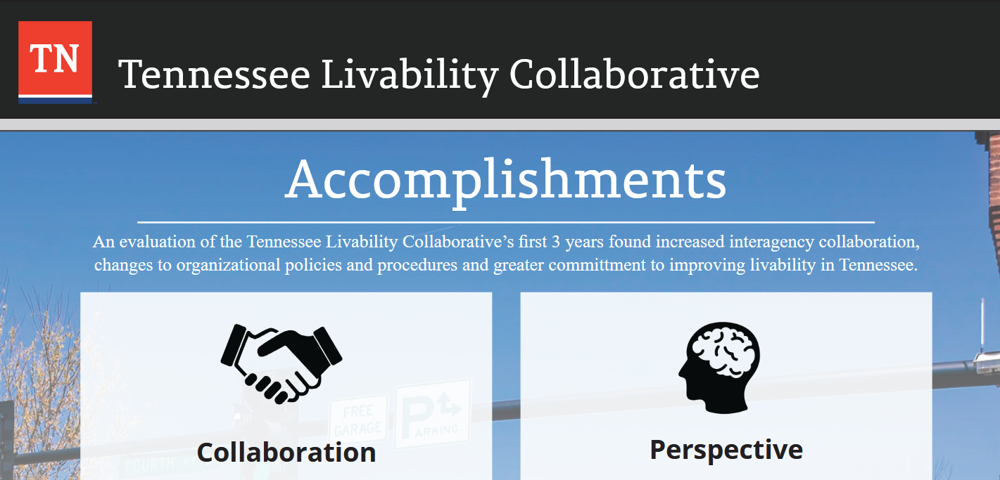 TN
Tennessee Livability Collaborative
Accomplishments
An evaluation of the Tennessee Livability Collaborative’s first 3 years found increased interagency collaboration,
changes to organizational policies and procedures and greater committment to improving livability in Tennessee.
FREE
GARAGE
P
ARKING
FOURTH
Collaboration
Perspective